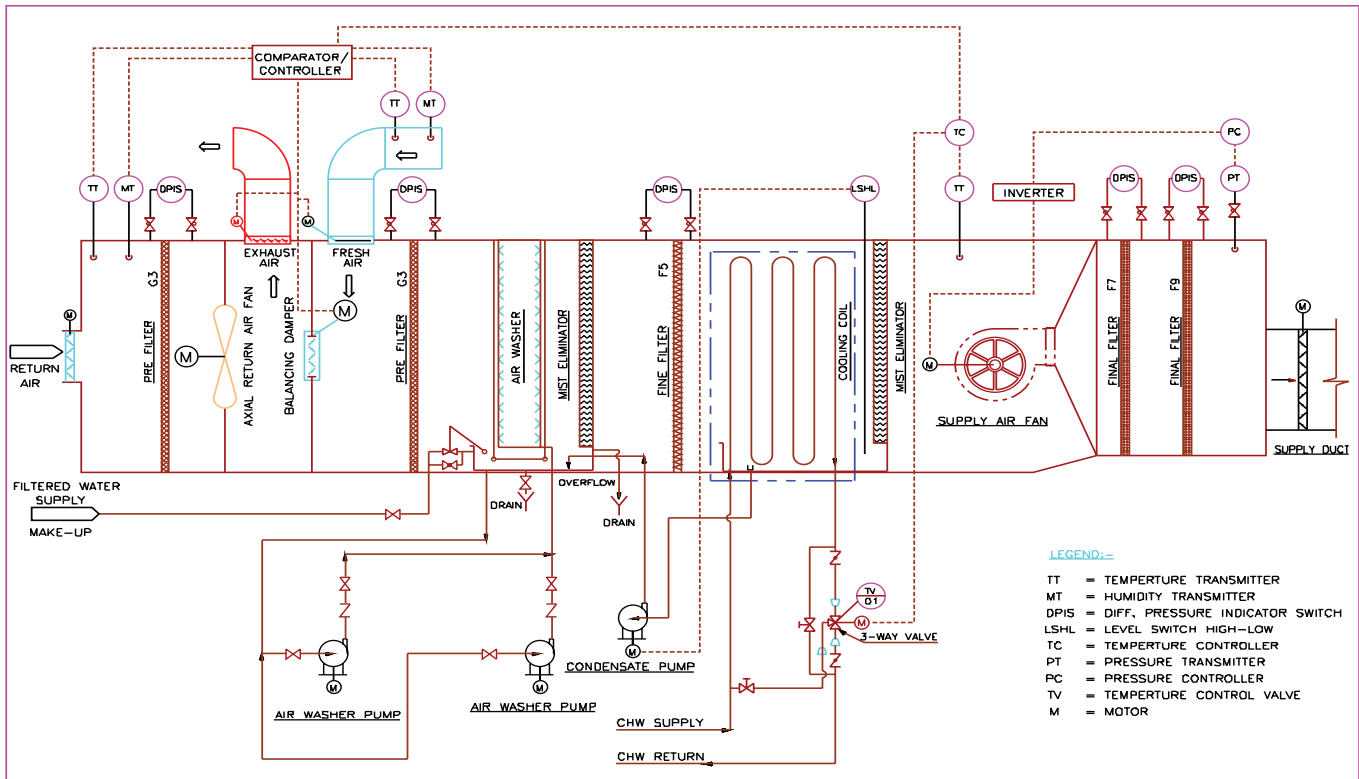 COMPARATOR/
CONTROLLER
TT
MT
TC
PC
TT
MT
DPIS
DPIS
DPIS
LSHL
TT
INVERTER
DPIS
DPIS
PT
M
M
EXHAUST
AIR
FRESH
AIR
G3
PRE FILTER
M
AXIAL RETURN AIR FAN
BALANCING DAMPER
M
G3
PRE FILTER
AIR WASHER
MIST ELIMINATOR
F5
FINE FILTER
COOLING COIL
MIST ELIMINATOR
M
SUPPLY AIR FAN
F7
FINAL FILTER
F9
FINAL FILTER
M
SUPPLY DUCT
M
RETURN
AIR
FILTERED WATER
SUPPLY
MAKE-UP
DRAIN
OVERFLOW
DRAIN
M
AIR WASHER PUMP
M
AIR WASHER PUMP
M
CONDENSATE PUMP
TV
01
M
3-WAY VALVE
CHW SUPPLY
CHW RETURN
LEGEND:-
TT = TEMPERTURE TRANSMITTER
MT = HUMIDITY TRANSMITTER
DPIS = DIFF. PRESSURE INDICATOR SWITCH
LSHL = LEVEL SWITCH HIGH-LOW
TC = TEMPERTURE CONTROLLER
PT = PRESSURE TRANSMITTER
PC = PRESSURE CONTROLLER
TV = TEMPERTURE CONTROL VALVE
M = MOTOR